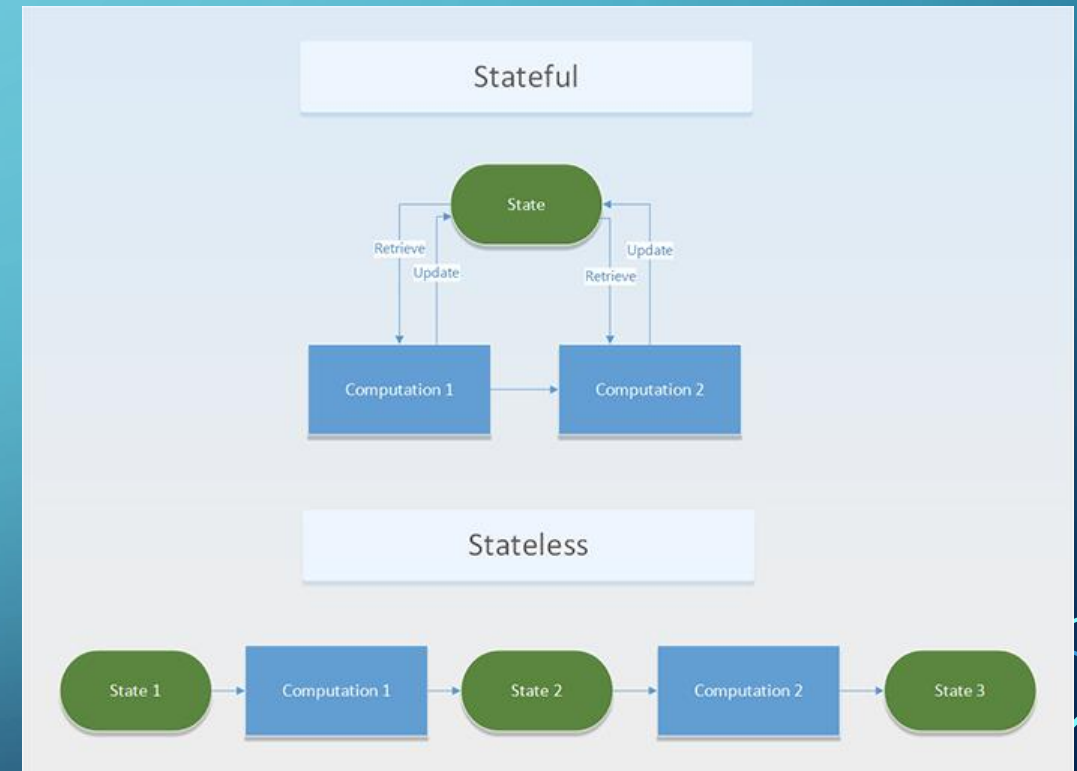 Stateful
State
Retrieve
Update
Update
Retrieve
Computation 1
Computation 2
Stateless
State 1
Computation 1
State 2
Computation 2
State 3